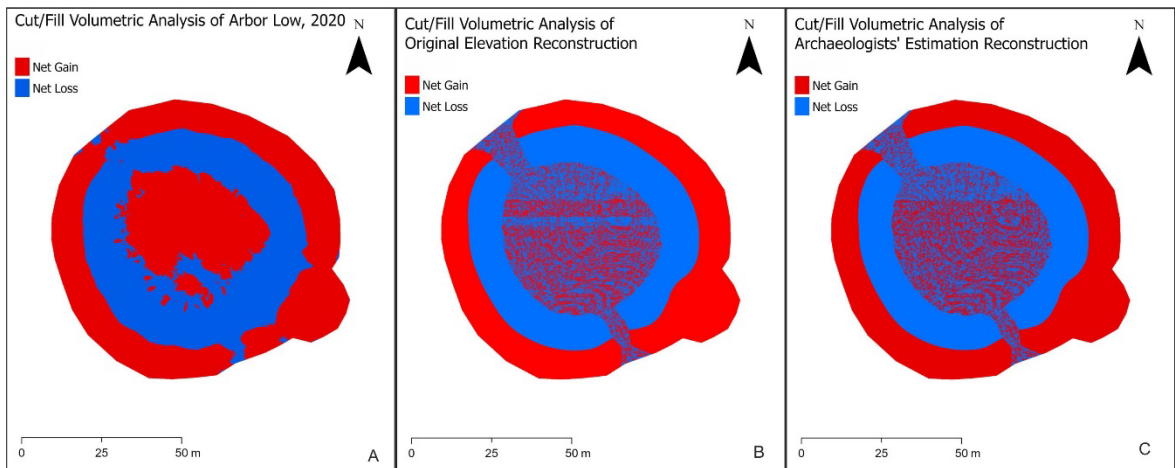 Cut/Fill Volumetric Analysis of Arbor Low, 2020
N
Net Gain
Net Loss
0 25 50 m
A
Cut/Fill Volumetric Analysis of
Original Elevation Reconstruction
N
Net Gain
Net Loss
0 25 50 m
B
Cut/Fill Volumetric Analysis of
Archaeologists' Estimation Reconstruction
N
Net Gain
Net Loss
0 25 50 m
C